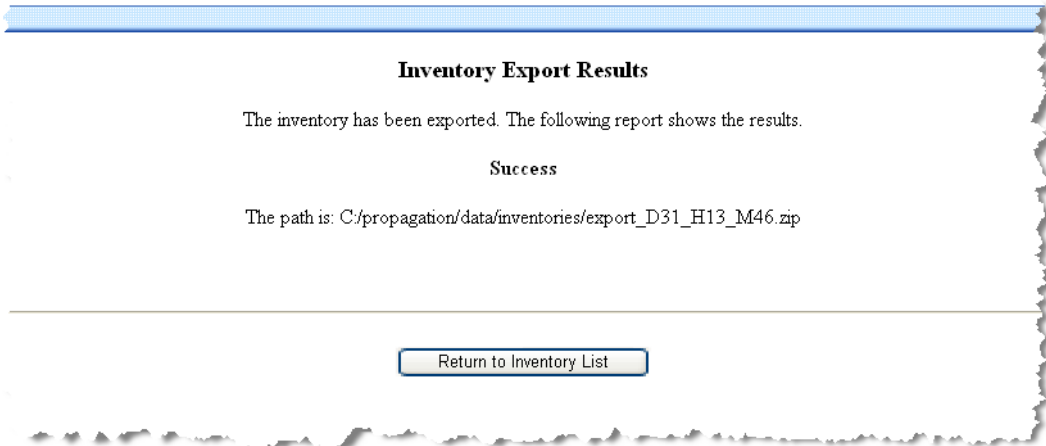 Inventory Export Results
The inventory has been exported. The following report shows the results.
Success
The path is: C:/propagation/data/inventories/export_D31_H13_M46.zip
Return to Inventory List